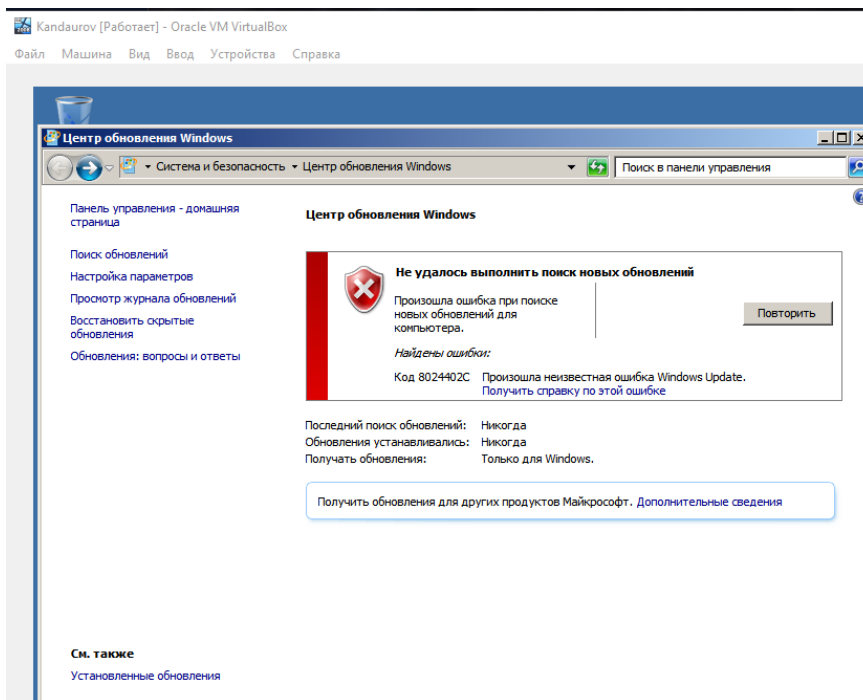 Kandaurov [Работает] - Oracle VM VirtualBox
Файл Машина Вид Ввод Устройства Справка
Центр обновления Windows
Система и безопасность Центр обновления Windows Поиск в панели управления
Панель управления - домашняя
страница
Поиск обновлений
Настройка параметров
Просмотр журнала обновлений
Восстановить скрытые
обновления
Обновления: вопросы и ответы
Центр обновления Windows
Не удалось выполнить поиск новых обновлений
Произошла ошибка при поиске
новых обновлений для
компьютера.
Повторить
Найдены ошибки:
Код 8024402C Произошла неизвестная ошибка Windows Update.
Получить справку по этой ошибке
Последний поиск обновлений: Никогда
Обновления устанавливались: Никогда
Получать обновления: Только для Windows.
Получить обновления для других продуктов Майкрософт. Дополнительные сведения
См. также
Установленные обновления